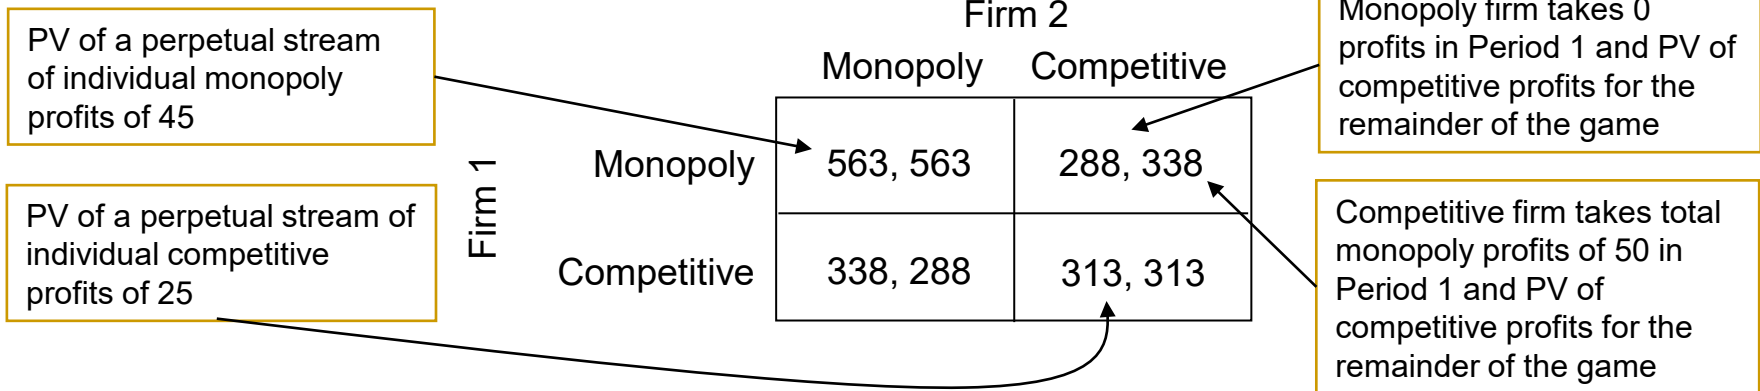 PV of a perpetual stream
of individual monopoly
profits of 45
PV of a perpetual stream of
individual competitive
profits of 25
Firm 1
Firm 2
Monopoly Competitive
Monopoly 563, 563 288, 338
Competitive 338, 288 313, 313
Monopoly firm takes 0
profits in Period 1 and PV of
competitive profits for the
remainder of the game
Competitive firm takes total
monopoly profits of 50 in
Period 1 and PV of
competitive profits for the
remainder of the game